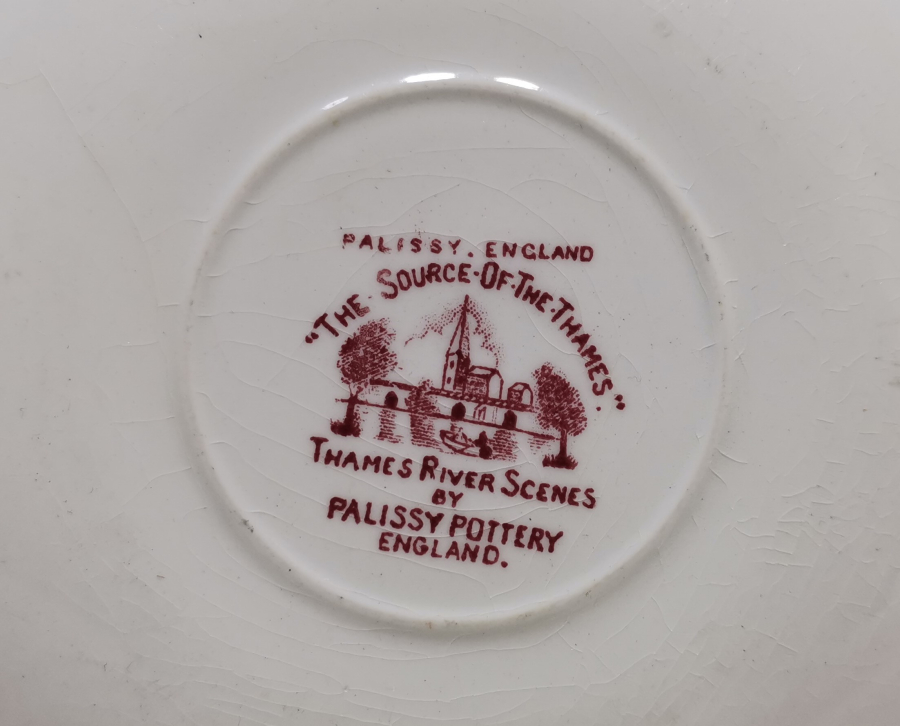 PALISSY. ENGLAND
"THE·SOURCE·OF·THE·THAMES."
THAMES RIVER SCENES
BY
PALISSY POTTERY
ENGLAND.